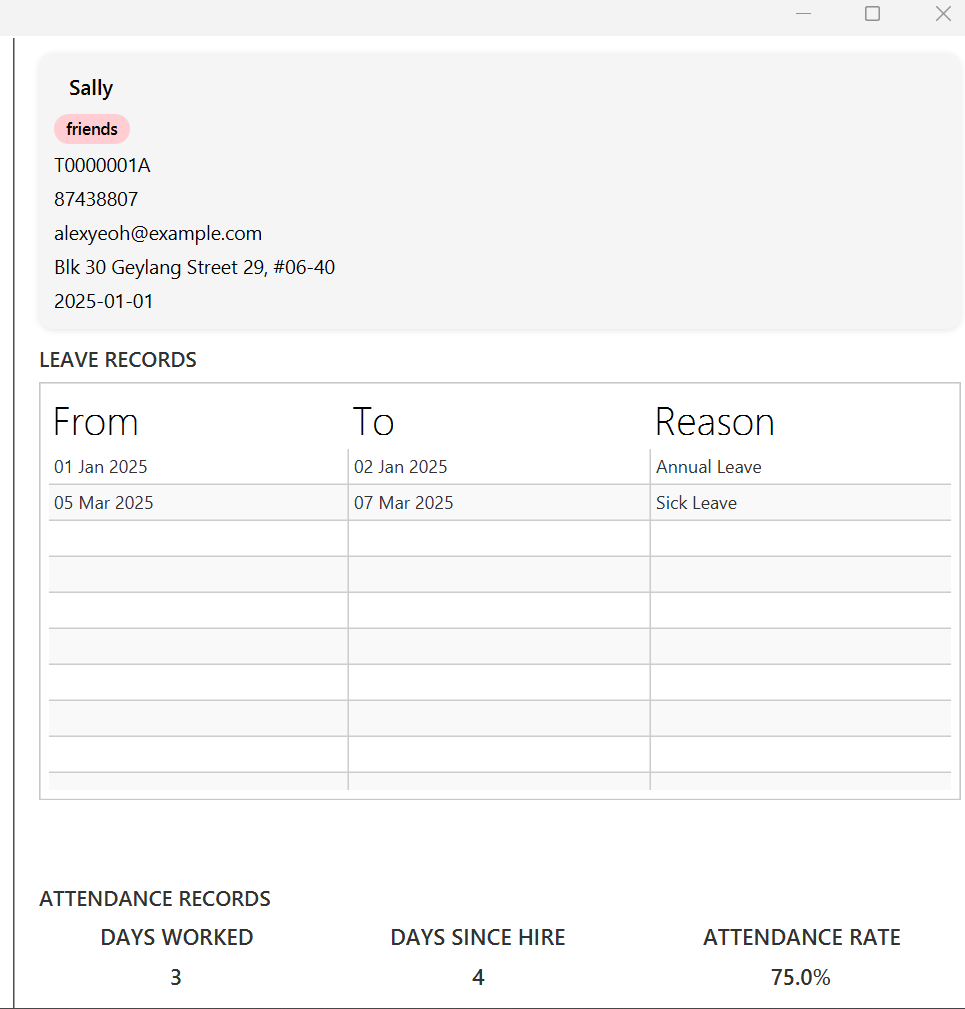 Sally
friends
T0000001A
87438807
alexyeoh@example.com
Blk 30 Geylang Street 29, #06-40
2025-01-01
LEAVE RECORDS
From To Reason
01 Jan 2025 02 Jan 2025 Annual Leave
05 Mar 2025 07 Mar 2025 Sick Leave
ATTENDANCE RECORDS
DAYS WORKED DAYS SINCE HIRE ATTENDANCE RATE
3 4 75.0%